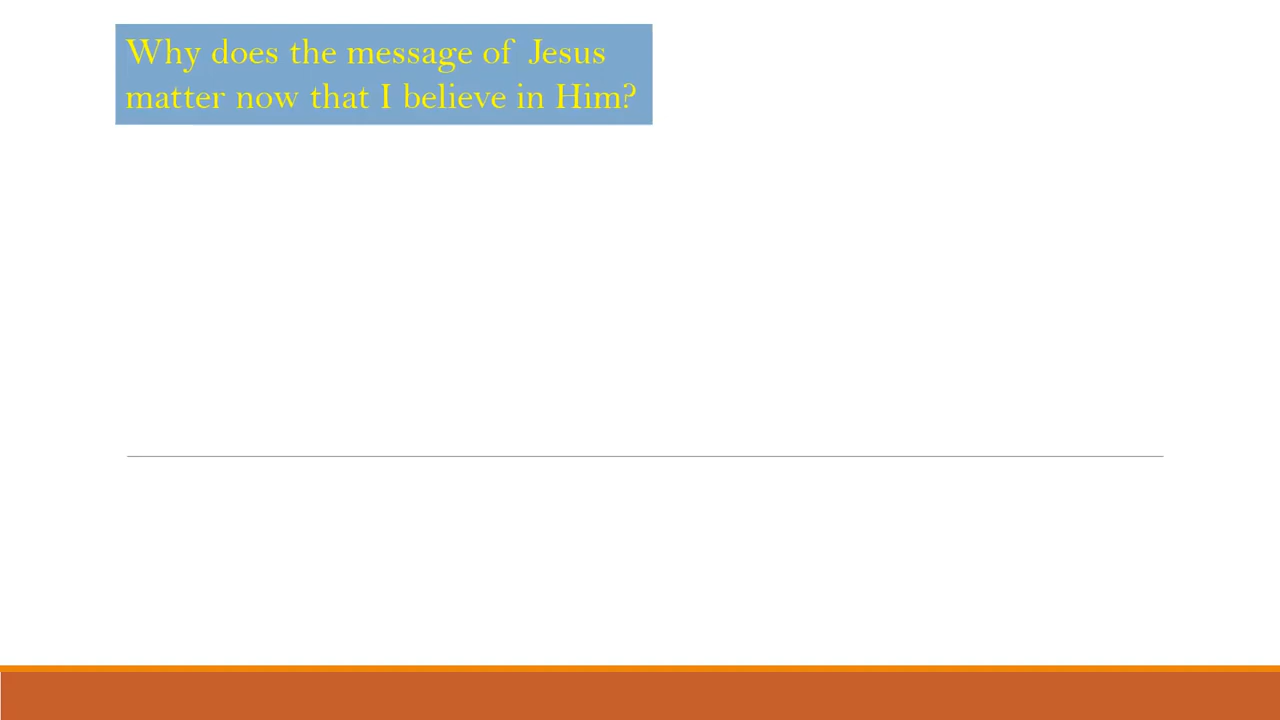 Why does the message of Jesus
matter now that I believe in Him?